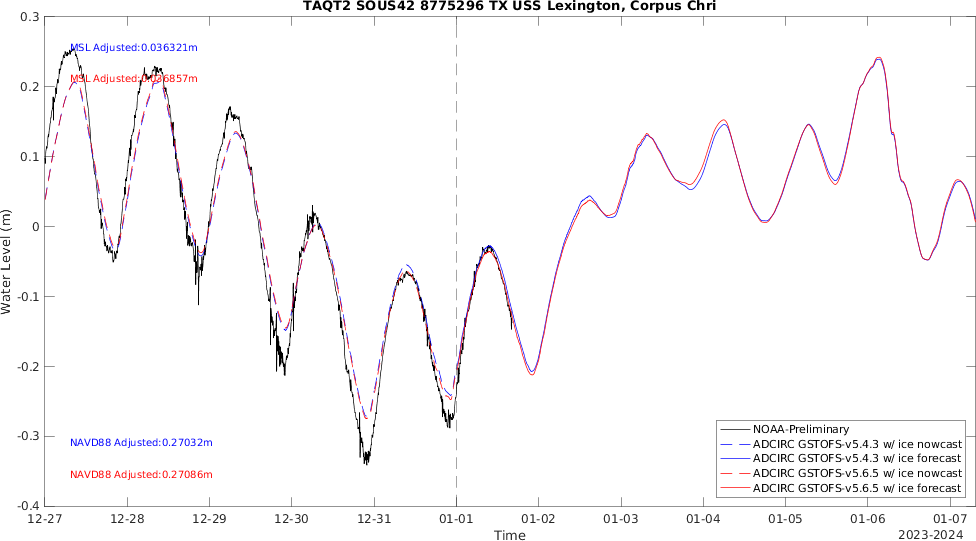 TAQT2 SOUS42 8775296 TX USS Lexington, Corpus Chri
0.3
MSL Adjusted:0.036321m
MSL Adjusted:0.036857m
0.2
0.1
0
-0.1
-0.2
-0.3
-0.4
Water Level (m)
NAVD88 Adjusted:0.27032m
NAVD88 Adjusted:0.27086m
NOAA-Preliminary
ADCIRC GSTOFS-v5.4.3 w/ ice nowcast
ADCIRC GSTOFS-v5.4.3 w/ ice forecast
ADCIRC GSTOFS-v5.6.5 w/ ice nowcast
ADCIRC GSTOFS-v5.6.5 w/ ice forecast
12-27 12-28 12-29 12-30 12-31 01-01 01-02 01-03 01-04 01-05 01-06 01-07
Time
2023-2024